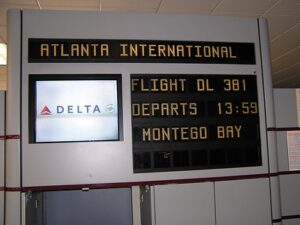 ATLANTA INTERNATIONAL
DELTA
FLIGHT DL 381
DEPARTS 13:59
MONTEGO BAY